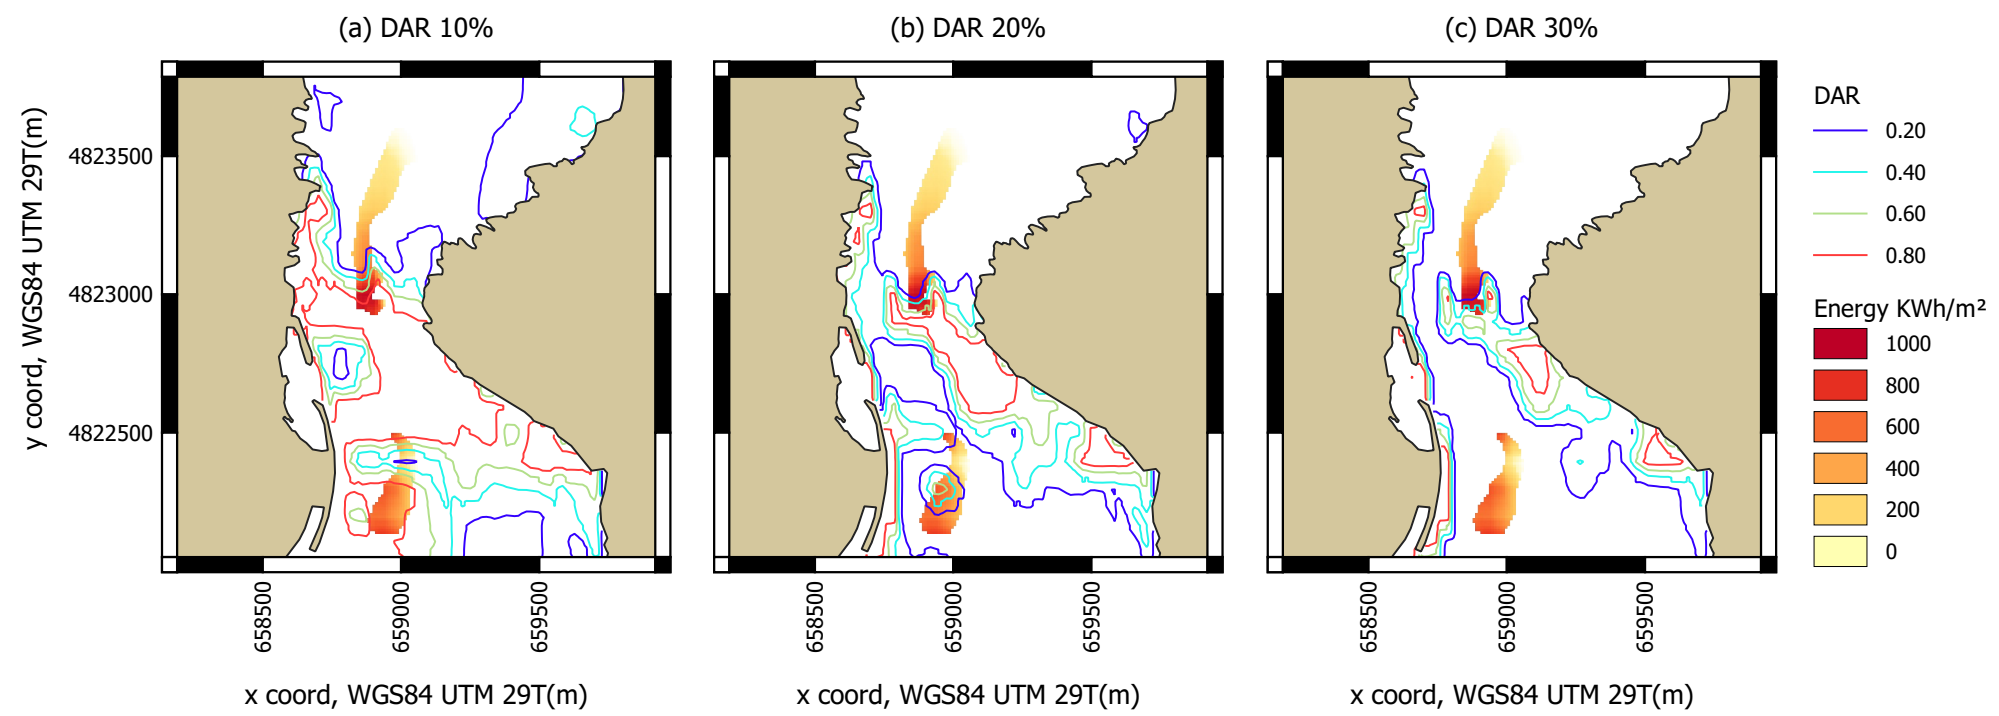 (a) DAR 10%
(b) DAR 20%
(c) DAR 30%
y coord, WGS84 UTM 29T(m)
4823500
4823000
4822500
658500
659000
659500
658500
659000
659500
658500
659000
659500
x coord, WGS84 UTM 29T(m)
x coord, WGS84 UTM 29T(m)
x coord, WGS84 UTM 29T(m)
DAR
0.20
0.40
0.60
0.80
Energy KWh/m²
1000
800
600
400
200
0